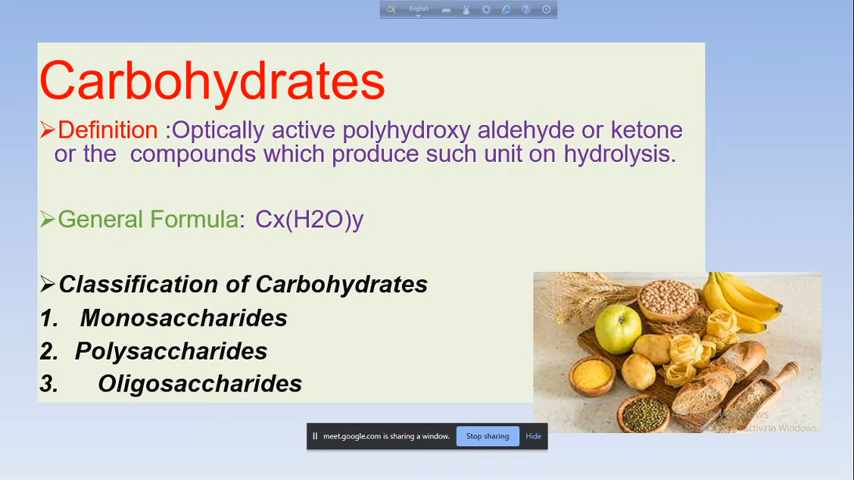 English
Carbohydrates
➢Definition :Optically active polyhydroxy aldehyde or ketone
or the compounds which produce such unit on hydrolysis.
➢General Formula: Cx(H2O)y
➢Classification of Carbohydrates
1. Monosaccharides
2. Polysaccharides
3. Oligosaccharides
meet.google.com is sharing a window. Stop sharing Hide